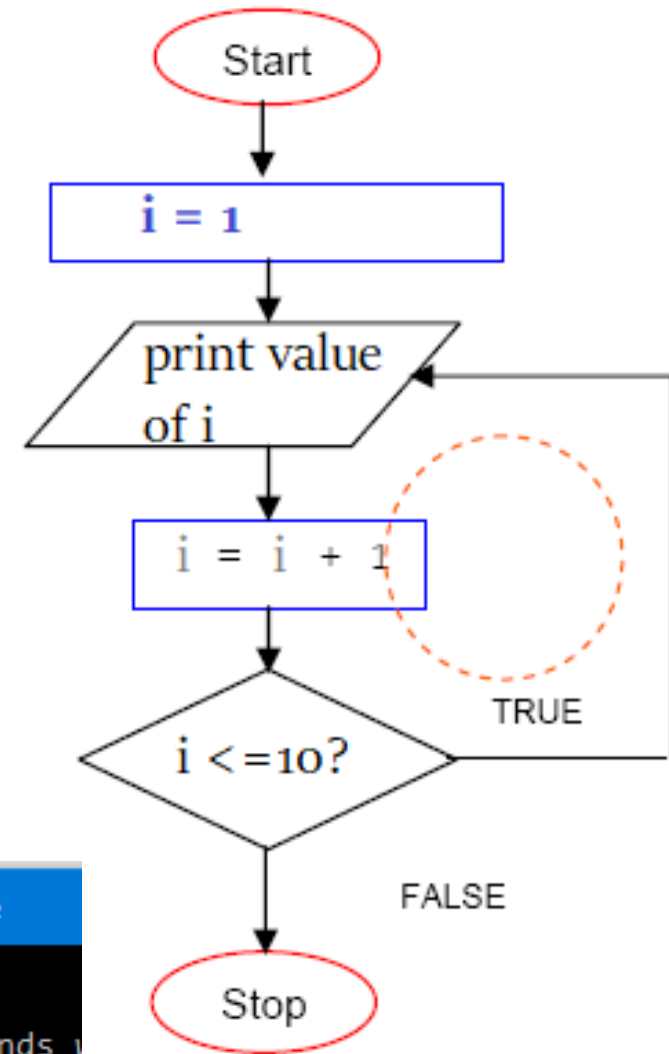 Start
i = 1
print value
of i
i = i + 1
TRUE
i <=10?
FALSE
Stop